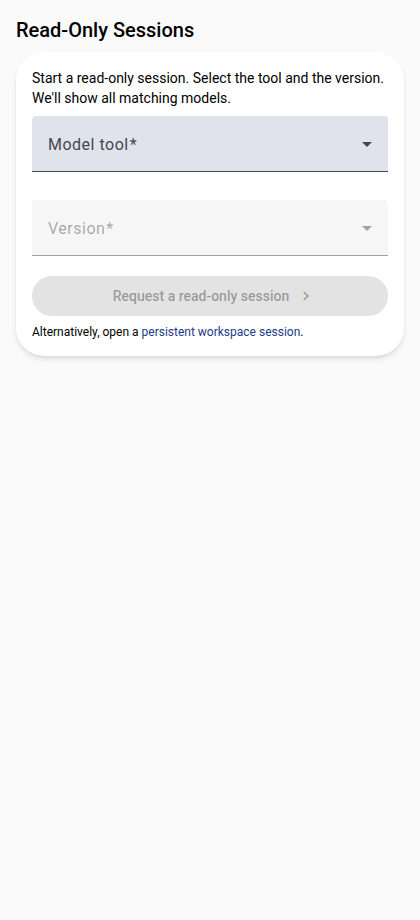 Read-Only Sessions
Start a read-only session. Select the tool and the version.
We'll show all matching models.
Model tool*
Version*
Request a read-only session
Alternatively, open a persistent workspace session.